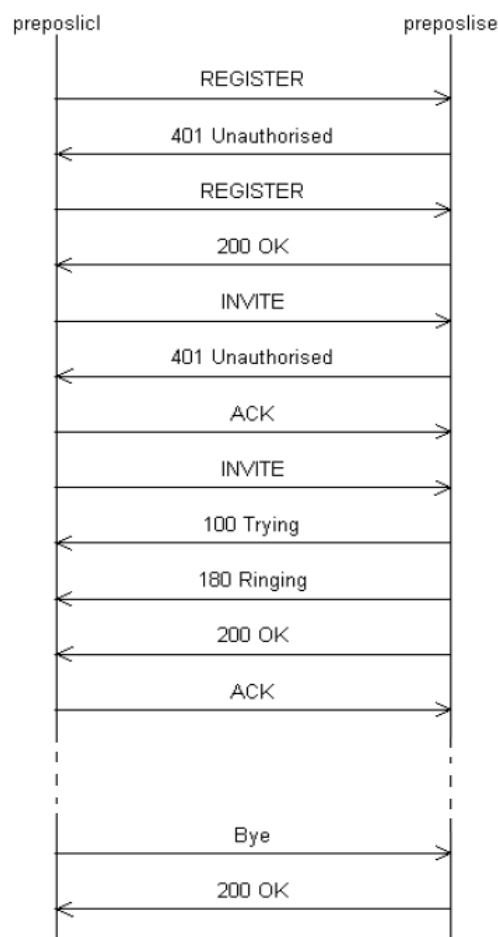 preposlicl preposlise
REGISTER
401 Unauthorised
REGISTER
200 OK
INVITE
401 Unauthorised
ACK
INVITE
100 Trying
180 Ringing
200 OK
ACK
Bye
200 OK